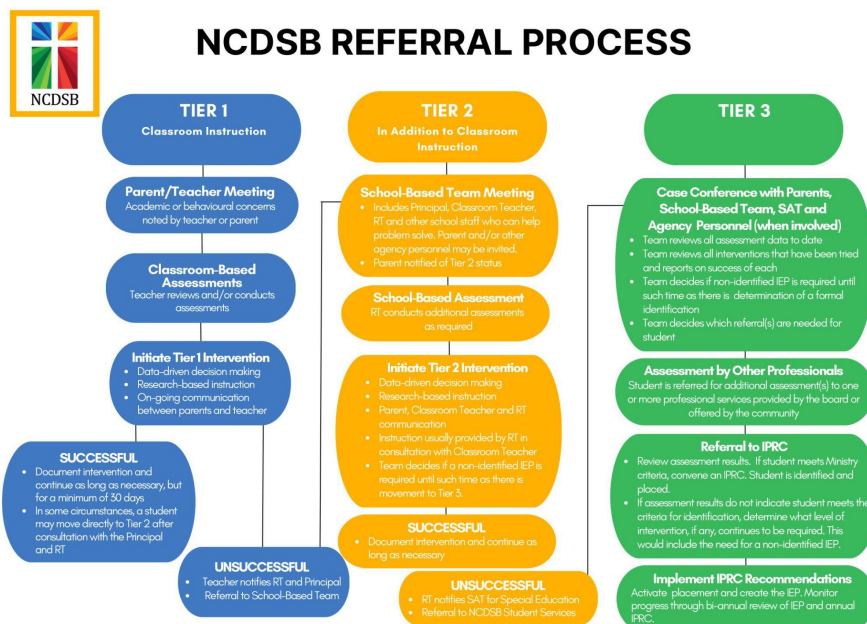 NCDSB
NCDSB REFERRAL PROCESS
TIER 1
Classroom Instruction
Parent/Teacher Meeting
Academic or behavioural concerns
noted by teacher or parent
Classroom-Based
Assessments
Teacher reviews and/or conducts
assessments
Initiate Tier 1 Intervention
• Data-driven decision making
• Research-based instruction
• On-going communication
between parents and teacher
SUCCESSFUL
• Document intervention and
continue as long as necessary, but
for a minimum of 30 days
• In some circumstances, a student
may move directly to Tier 2 after
consultation with the Principal
and RT
UNSUCCESSFUL
• Teacher notifies RT and Principal
• Referral to School-Based Team
TIER 2
In Addition to Classroom
Instruction
School-Based Team Meeting
• Includes Principal, Classroom Teacher,
RT and other school staff who can help
problem solve. Parent and/or other
agency personnel may be invited.
• Parent notified of Tier 2 status
School-Based Assessment
RT conducts additional assessments
as required
Initiate Tier 2 Intervention
• Data-driven decision making
• Research-based instruction
• Parent, Classroom Teacher and RT
communication
• Instruction usually provided by RT in
consultation with Classroom Teacher
• Team decides if a non-identified IEP is
required until such time as there is
movement to Tier 3.
SUCCESSFUL
• Document intervention and continue as
long as necessary
UNSUCCESSFUL
• RT notifies SAT for Special Education
• Referral to NCDSB Student Services
TIER 3
Case Conference with Parents,
School-Based Team, SAT and
Agency Personnel (when involved)
• Team reviews all assessment data to date
• Team reviews all interventions that have been tried
and reports on success of each
• Team decides if non-identified IEP is required until
such time as there is determination of a formal
identification
• Team decides which referral(s) are needed for
student
Assessment by Other Professionals
Student is referred for additional assessment(s) to one
or more professional services provided by the board or
offered by the community
Referral to IPRC
• Review assessment results. If student meets Ministry
criteria, convene an IPRC. Student is identified and
placed.
• If assessment results do not indicate student meets the
criteria for identification, determine what level of
intervention, if any, continues to be required. This
would include the need for a non-identified IEP.
Implement IPRC Recommendations
Activate placement and create the IEP. Monitor
progress through bi-annual review of IEP and annual
IPRC.